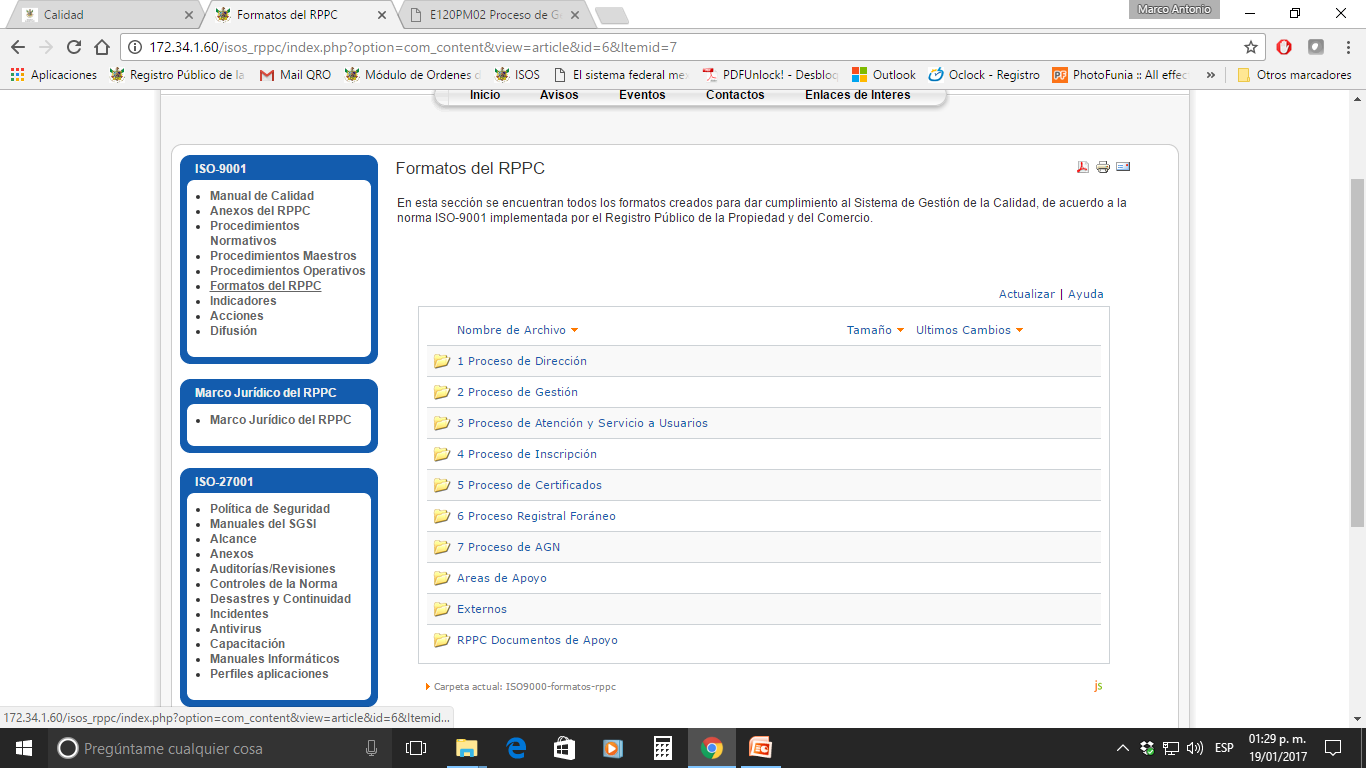 Calidad
Formatos del RPPC
E120PM02 Proceso de Ge
Marco Antonio
172.34.1.60/isos_rppc/index.php?option=com_content&view=article&id=6&Itemid=7
Aplicaciones
Registro Público de la
Mail QRO
Módulo de Ordenes d
ISOS
El sistema federal mex
PDFUnlock! - Desbloq
Outlook
Oclock - Registro
PhotoFunia :: All effec
»
Otros marcadores
Inicio
Avisos
Eventos
Contactos
Enlaces de Interes
ISO-9001
Manual de Calidad
Anexos del RPPC
Procedimientos
Normativos
Procedimientos Maestros
Procedimientos Operativos
Formatos del RPPC
Indicadores
Acciones
Difusión
Marco Jurídico del RPPC
Marco Jurídico del RPPC
ISO-27001
Política de Seguridad
Manuales del SGSI
Alcance
Anexos
Auditorías/Revisiones
Controles de la Norma
Desastres y Continuidad
Incidentes
Antivirus
Capacitación
Manuales Informáticos
Perfiles aplicaciones
Formatos del RPPC
En esta sección se encuentran todos los formatos creados para dar cumplimiento al Sistema de Gestión de la Calidad, de acuerdo a la
norma ISO-9001 implementada por el Registro Público de la Propiedad y del Comercio.
Actualizar | Ayuda
Nombre de Archivo Tamaño Ultimos Cambios
1 Proceso de Dirección
2 Proceso de Gestión
3 Proceso de Atención y Servicio a Usuarios
4 Proceso de Inscripción
5 Proceso de Certificados
6 Proceso Registral Foráneo
7 Proceso de AGN
Areas de Apoyo
Externos
RPPC Documentos de Apoyo
Carpeta actual: ISO9000-formatos-rppc
js
172.34.1.60/isos_rppc/index.php?option=com_content&view=article&id=6&Itemid...
Pregúntame cualquier cosa
ESP
01:29 p. m.
19/01/2017